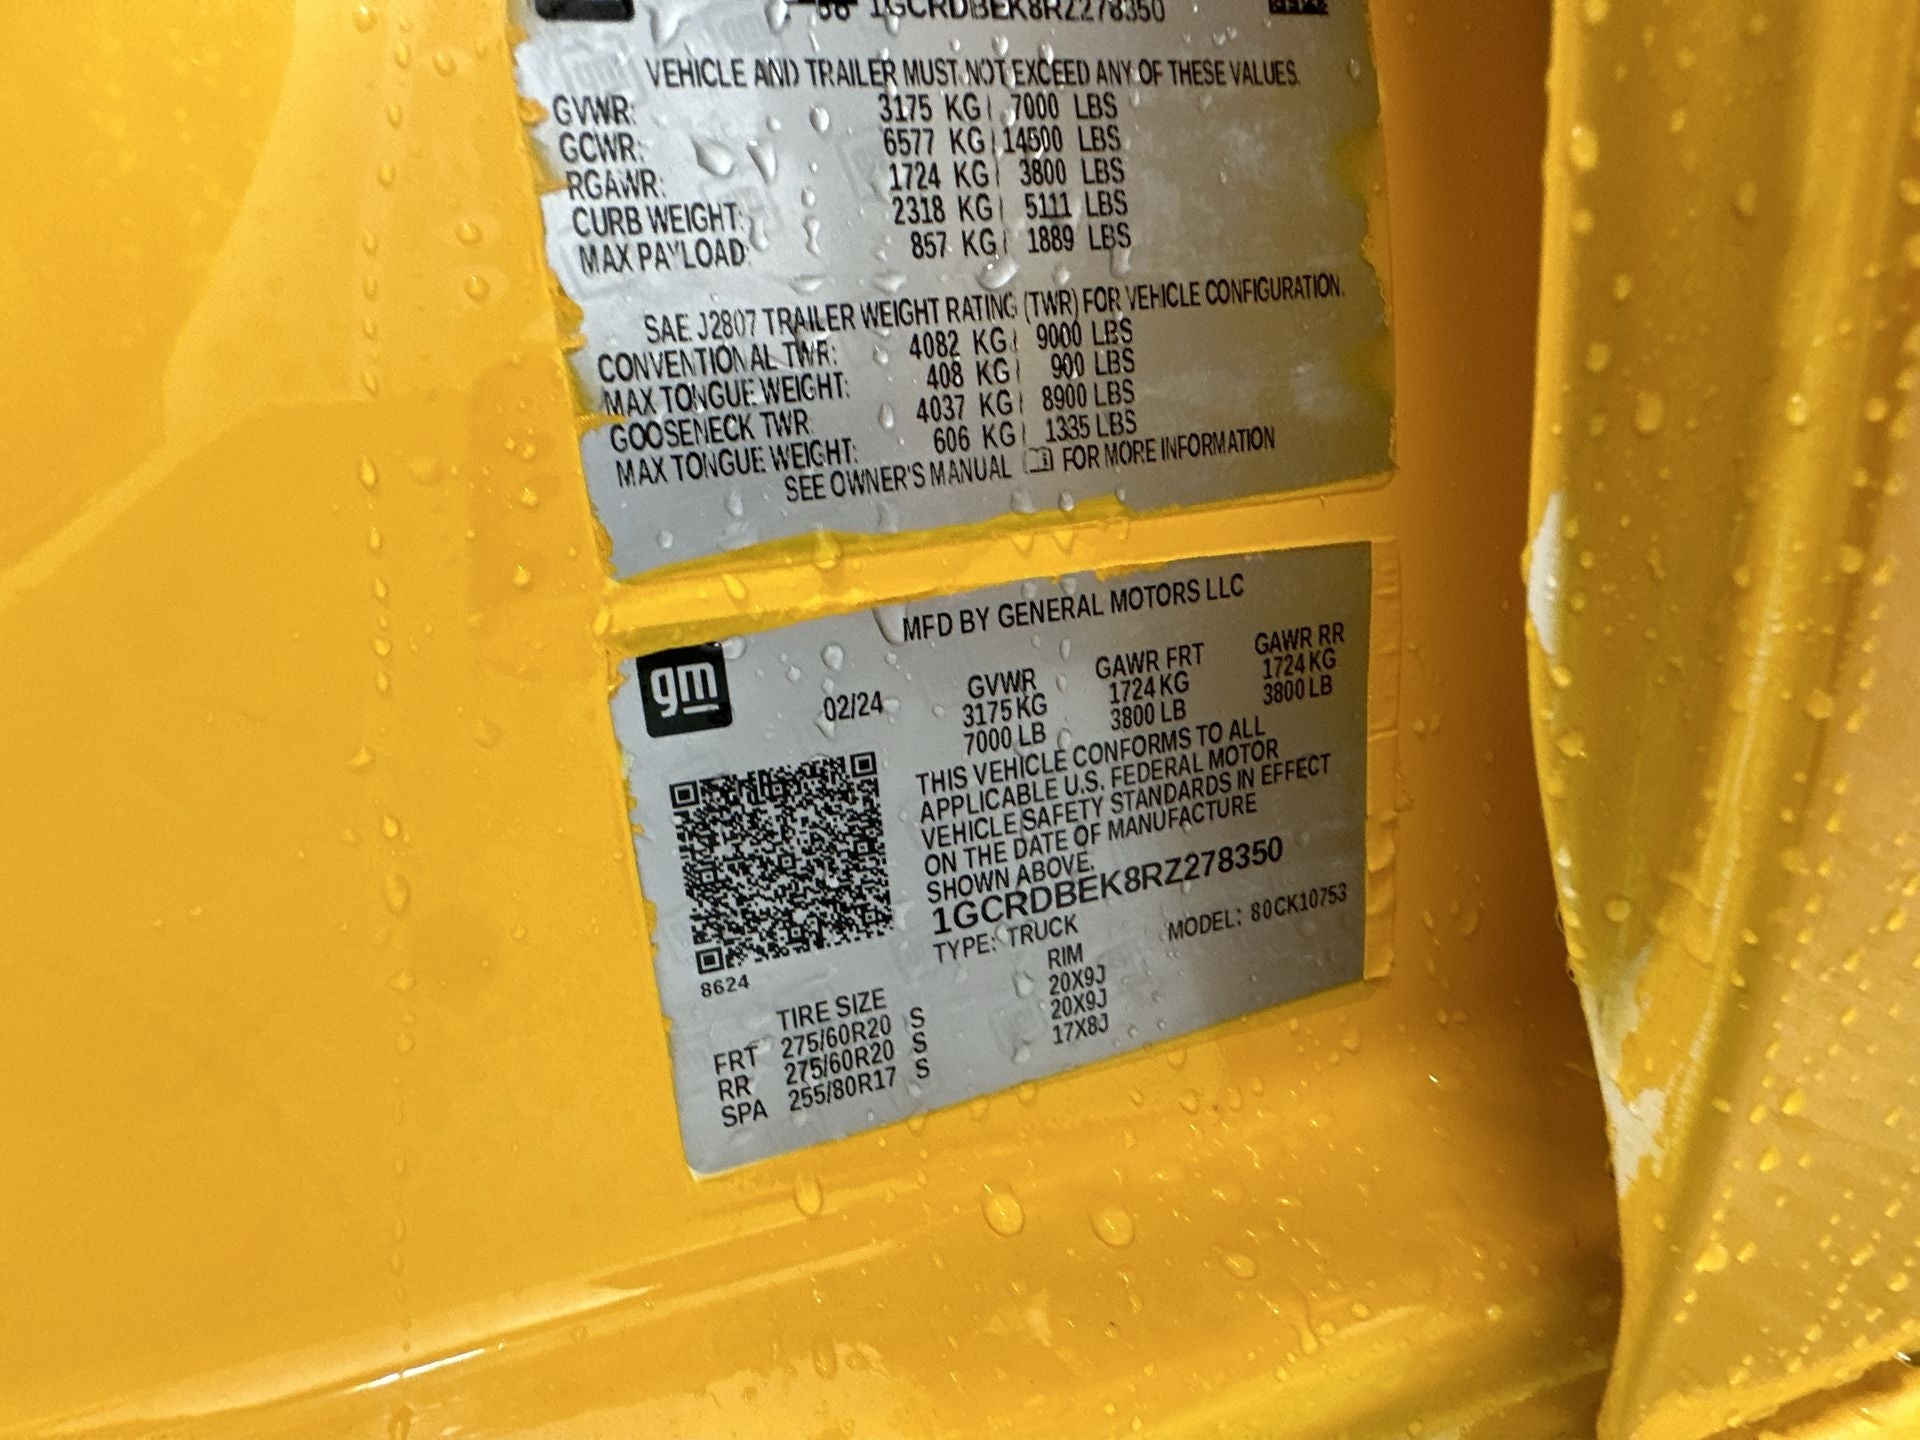 1GCRDBEK8RZ278350
VEHICLE AND TRAILER MUST NOT EXCEED ANY OF THESE VALUES.
GVWR: 3175 KG | 7000 LBS
GCWR: 6577 KG | 14500 LBS
RGAWR: 1724 KG | 3800 LBS
CURB WEIGHT: 2318 KG | 5111 LBS
MAX PAYLOAD: 857 KG | 1889 LBS
SAE J2807 TRAILER WEIGHT RATING (TWR) FOR VEHICLE CONFIGURATION.
CONVENTIONAL TWR: 4082 KG | 9000 LBS
MAX TONGUE WEIGHT: 408 KG | 900 LBS
GOOSENECK TWR: 4037 KG | 8900 LBS
MAX TONGUE WEIGHT: 606 KG | 1335 LBS
SEE OWNER'S MANUAL FOR MORE INFORMATION
MFD BY GENERAL MOTORS LLC
gm
02/24
GVWR GAWR FRT GAWR RR
3175 KG 1724 KG 1724 KG
7000 LB 3800 LB 3800 LB
THIS VEHICLE CONFORMS TO ALL
APPLICABLE U.S. FEDERAL MOTOR
VEHICLE SAFETY STANDARDS IN EFFECT
ON THE DATE OF MANUFACTURE
SHOWN ABOVE.
1GCRDBEK8RZ278350
TYPE: TRUCK MODEL: 80CK10753
8624
TIRE SIZE RIM
FRT 275/60R20 S 20X9J
RR 275/60R20 S 20X9J
SPA 255/80R17 S 17X8J